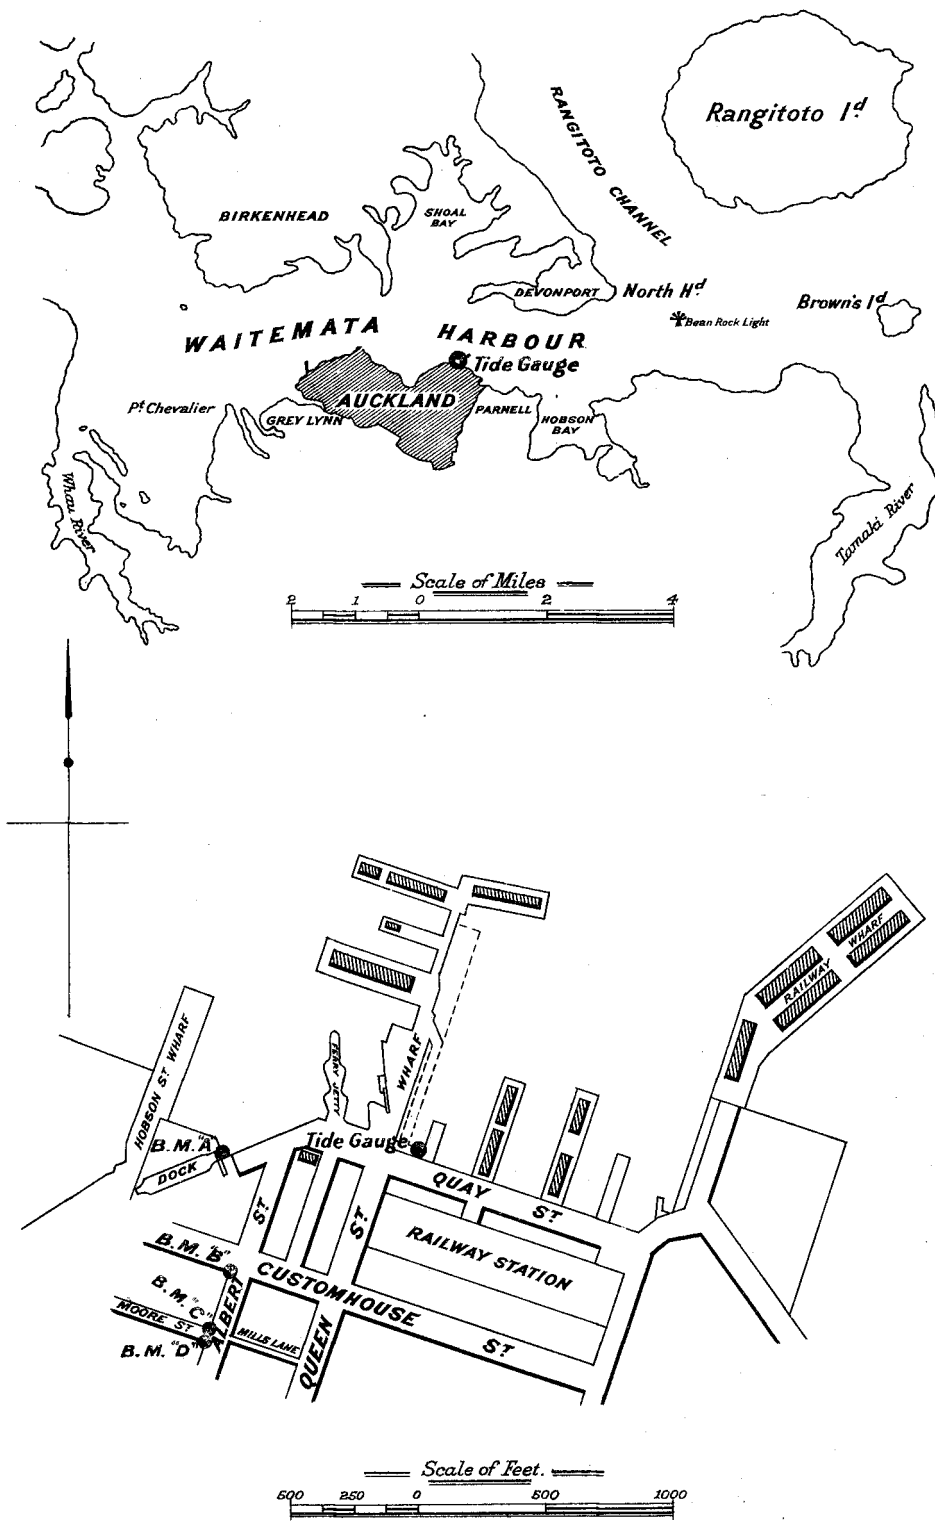 Rangitoto Id
RANGITOTO CHANNEL
BIRKENHEAD
SHOAL
BAY
DEVONPORT
North Hd
Brown's Id
Bean Rock Light
WAITEMATA HARBOUR
Tide Gauge
Pt Chevalier
GREY LYNN
AUCKLAND
PARNELL
HOBSON
BAY
Whau River
Tamaki River
Scale of Miles
2 1 0 2 4
RAILWAY WHARF
HOBSON ST WHARF
FERRY JETTY
WHARF
B.M. "A"
Tide Gauge
DOCK
QUAY ST
ST
ST
RAILWAY STATION
B.M. "B"
CUSTOMHOUSE ST
B.M. "C"
ALBERT
MOORE ST
MILLS LANE
B.M. "D"
QUEEN
Scale of Feet.
500 250 0 500 1000